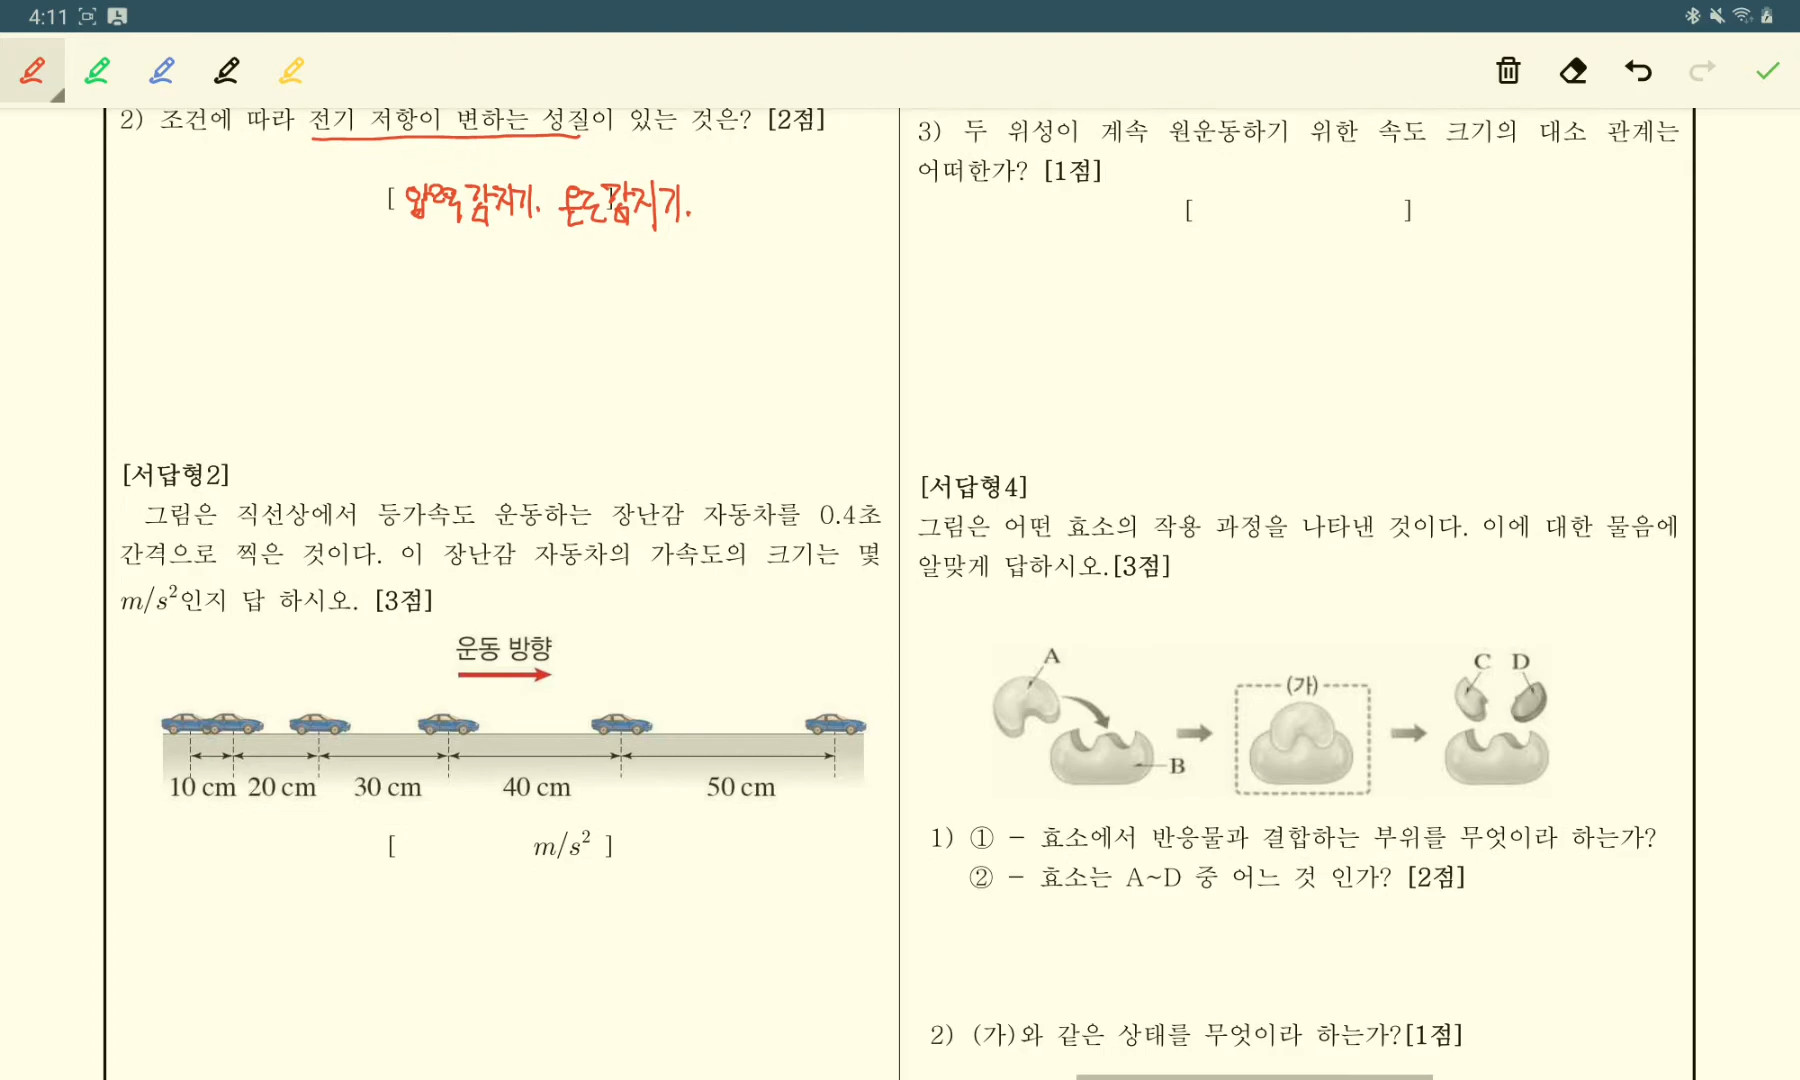 4:11
2) 조건에 따라 전기 저항이 변하는 성질이 있는 것은? [2점]
[ 압력감지기. 온도감지기. ]
[서답형2]
그림은 직선상에서 등가속도 운동하는 장난감 자동차를 0.4초
간격으로 찍은 것이다. 이 장난감 자동차의 가속도의 크기는 몇
m/s²인지 답 하시오. [3점]
운동 방향
10 cm 20 cm 30 cm 40 cm 50 cm
[ m/s² ]
3) 두 위성이 계속 원운동하기 위한 속도 크기의 대소 관계는
어떠한가? [1점]
[ ]
[서답형4]
그림은 어떤 효소의 작용 과정을 나타낸 것이다. 이에 대한 물음에
알맞게 답하시오.[3점]
A
B
(가)
C D
1) ① - 효소에서 반응물과 결합하는 부위를 무엇이라 하는가?
② - 효소는 A~D 중 어느 것 인가? [2점]
2) (가)와 같은 상태를 무엇이라 하는가?[1점]